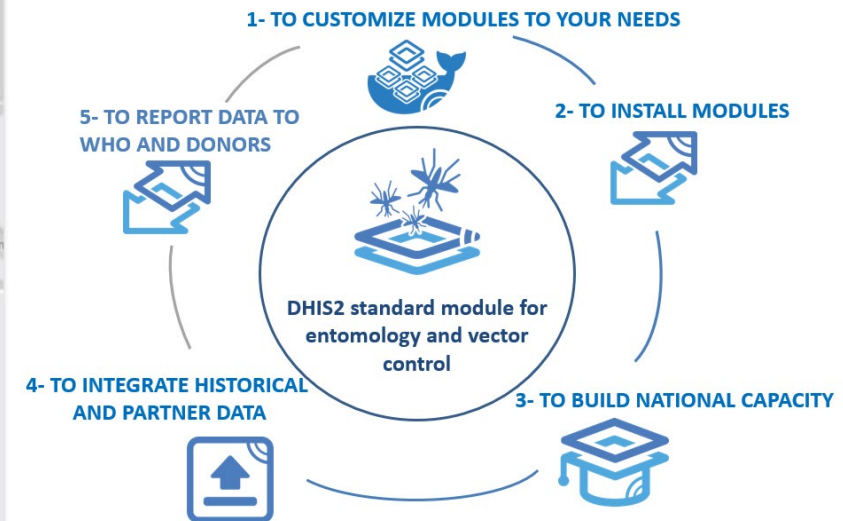 1- TO CUSTOMIZE MODULES TO YOUR NEEDS
2- TO INSTALL MODULES
3- TO BUILD NATIONAL CAPACITY
4- TO INTEGRATE HISTORICAL
AND PARTNER DATA
5- TO REPORT DATA TO
WHO AND DONORS
DHIS2 standard module for
entomology and vector
control